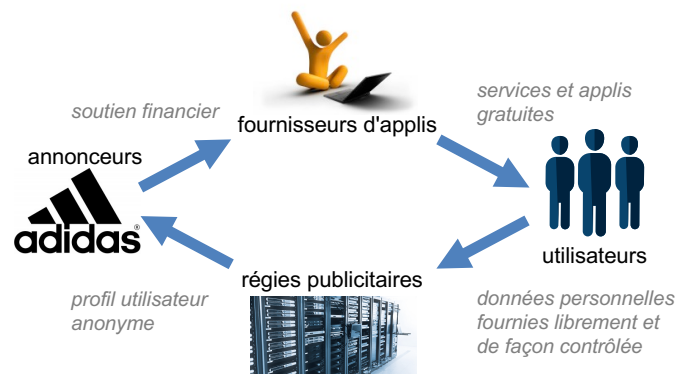 services et applis
gratuites
soutien financier
fournisseurs d'applis
annonceurs
adidas®
utilisateurs
régies publicitaires
profil utilisateur
anonyme
données personnelles
fournies librement et
de façon contrôlée